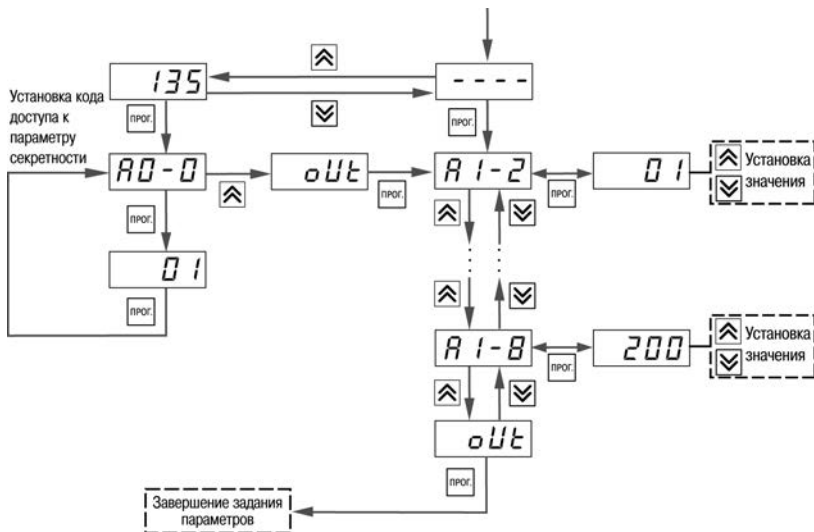 135
- - - -
Установка кода
доступа к
параметру
секретности
ПРОГ.
ПРОГ.
A0-0
oUt
A1-2
01
Установка
значения
ПРОГ.
ПРОГ.
ПРОГ.
01
ПРОГ.
A1-8
200
Установка
значения
ПРОГ.
oUt
ПРОГ.
Завершение задания
параметров